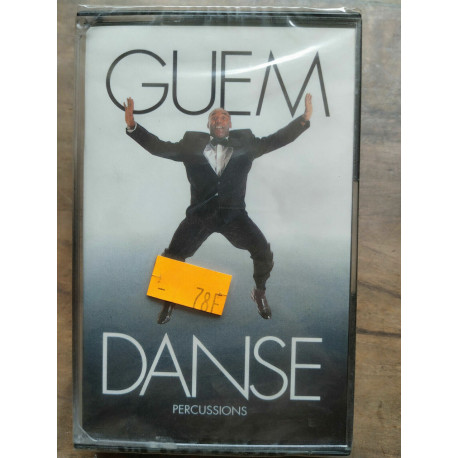 GUEM
- 78F
DANSE
PERCUSSIONS